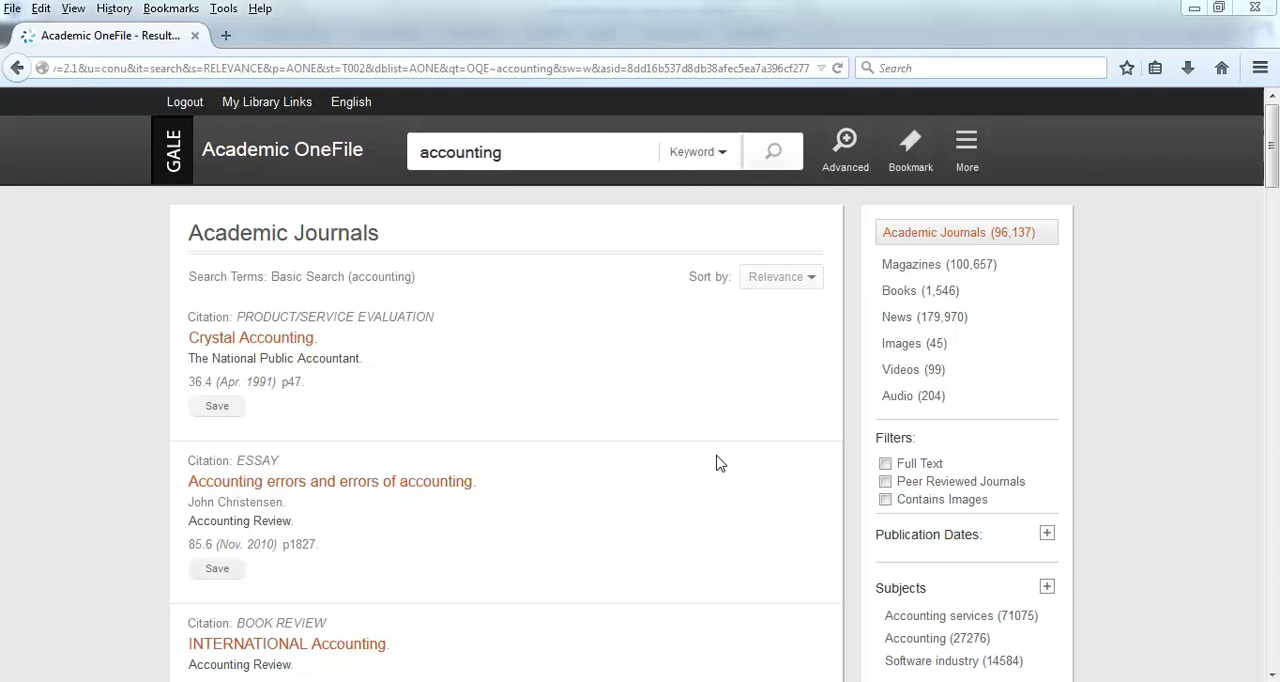 File Edit View History Bookmarks Tools Help
Academic OneFile - Result...
/=2.1&u=conu&it=search&s=RELEVANCE&p=AONE&st=T002&dblist=AONE&qt=OQE~accounting&sw=w&asid=8dd16b537d8db38afec5ea7a396cf277
Search
Logout My Library Links English
GALE
Academic OneFile
accounting
Keyword
Advanced
Bookmark
More
Academic Journals
Search Terms: Basic Search (accounting)
Sort by: Relevance
Citation: PRODUCT/SERVICE EVALUATION
Crystal Accounting.
The National Public Accountant.
36.4 (Apr. 1991) p47.
Save
Citation: ESSAY
Accounting errors and errors of accounting.
John Christensen.
Accounting Review.
85.6 (Nov. 2010) p1827.
Save
Citation: BOOK REVIEW
INTERNATIONAL Accounting.
Accounting Review.
Academic Journals (96,137)
Magazines (100,657)
Books (1,546)
News (179,970)
Images (45)
Videos (99)
Audio (204)
Filters:
Full Text
Peer Reviewed Journals
Contains Images
Publication Dates:
Subjects
Accounting services (71075)
Accounting (27276)
Software industry (14584)